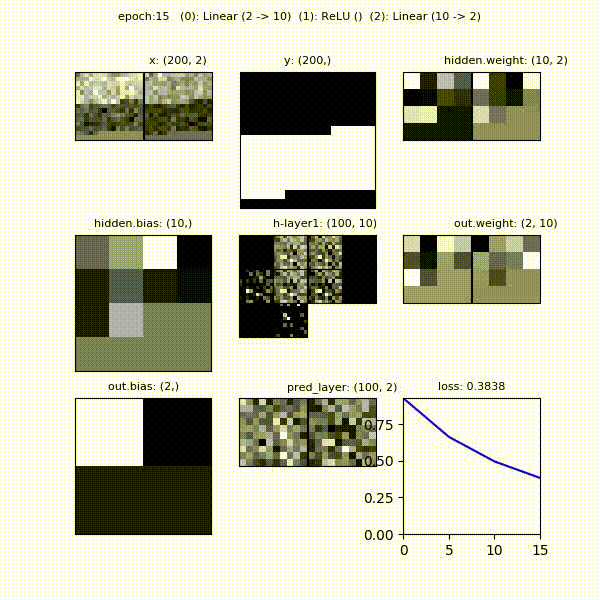 epoch:15   (0): Linear (2 -> 10)  (1): ReLU ()  (2): Linear (10 -> 2)
x: (200, 2)
y: (200,)
hidden.weight: (10, 2)
hidden.bias: (10,)
h-layer1: (100, 10)
out.weight: (2, 10)
out.bias: (2,)
pred_layer: (100, 2)
loss: 0.3838
0.75
0.50
0.25
0.00
0 5 10 15